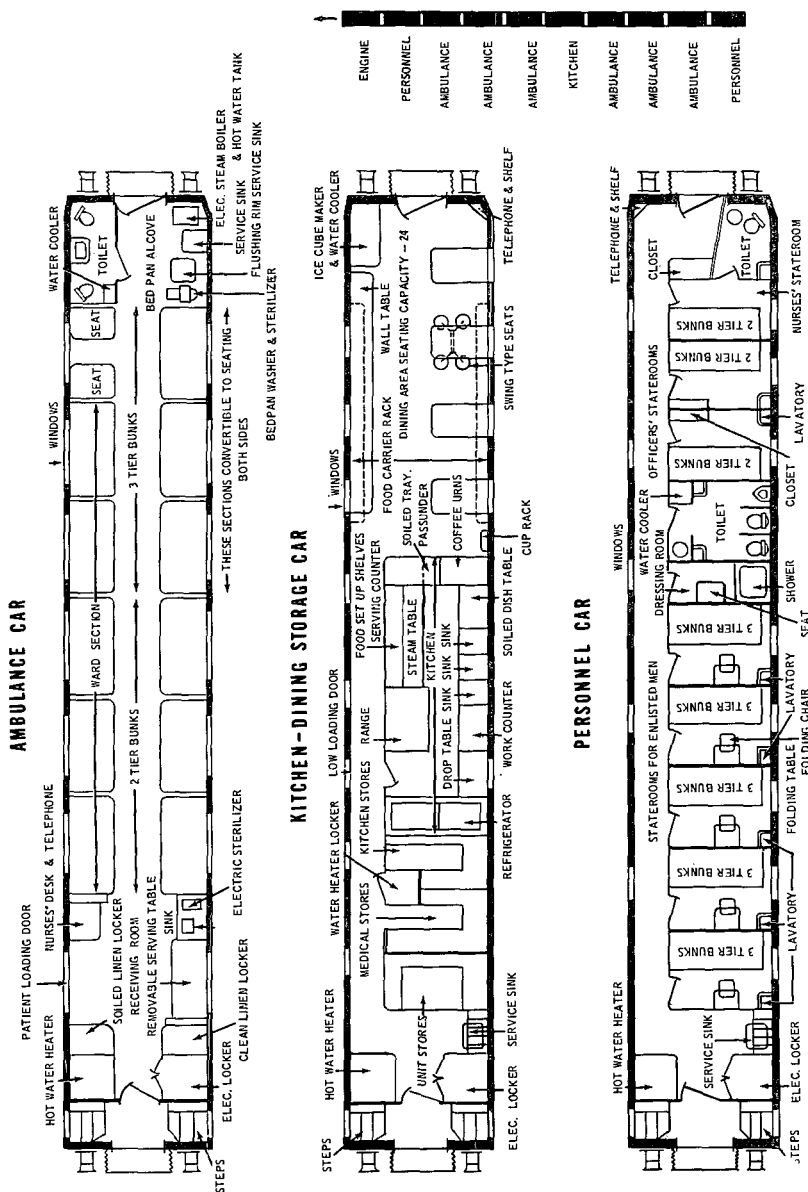 AMBULANCE CAR
PATIENT LOADING DOOR
NURSES' DESK & TELEPHONE
WINDOWS
WATER COOLER
HOT WATER HEATER
SOILED LINEN LOCKER
RECEIVING ROOM
REMOVABLE SERVING TABLE
SINK
WARD SECTION
2 TIER BUNKS
3 TIER BUNKS
SEAT
SEAT
TOILET
BED PAN ALCOVE
STEPS
ELEC. LOCKER
CLEAN LINEN LOCKER
ELECTRIC STERILIZER
THESE SECTIONS CONVERTIBLE TO SEATING
BOTH SIDES
BEDPAN WASHER & STERILIZER
FLUSHING RIM SERVICE SINK
SERVICE SINK
& HOT WATER TANK
ELEC. STEAM BOILER
KITCHEN-DINING STORAGE CAR
STEPS
HOT WATER HEATER
MEDICAL STORES
WATER HEATER LOCKER
KITCHEN STORES
LOW LOADING DOOR
RANGE
FOOD SET UP SHELVES
SERVING COUNTER
WINDOWS
ICE CUBE MAKER
& WATER COOLER
UNIT STORES
STEAM TABLE
KITCHEN
DROP TABLE
SINK
SINK
SINK
SOILED TRAY.
PASSUNDER
COFFEE URNS
FOOD CARRIER RACK
WALL TABLE
DINING AREA SEATING CAPACITY - 24
ELEC. LOCKER
SERVICE SINK
REFRIGERATOR
WORK COUNTER
SOILED DISH TABLE
CUP RACK
SWING TYPE SEATS
TELEPHONE & SHELF
ENGINE
PERSONNEL
AMBULANCE
AMBULANCE
AMBULANCE
KITCHEN
AMBULANCE
AMBULANCE
AMBULANCE
PERSONNEL
PERSONNEL CAR
HOT WATER HEATER
STATEROOMS FOR ENLISTED MEN
DRESSING ROOM
WATER COOLER
WINDOWS
OFFICERS' STATEROOMS
CLOSET
TELEPHONE & SHELF
SERVICE SINK
3 TIER BUNKS
3 TIER BUNKS
3 TIER BUNKS
3 TIER BUNKS
3 TIER BUNKS
TOILET
2 TIER BUNKS
2 TIER BUNKS
2 TIER BUNKS
TOILET
ELEC. LOCKER
LAVATORY
FOLDING TABLE
LAVATORY
FOLDING CHAIR
SEAT
SHOWER
CLOSET
LAVATORY
NURSES' STATEROOM